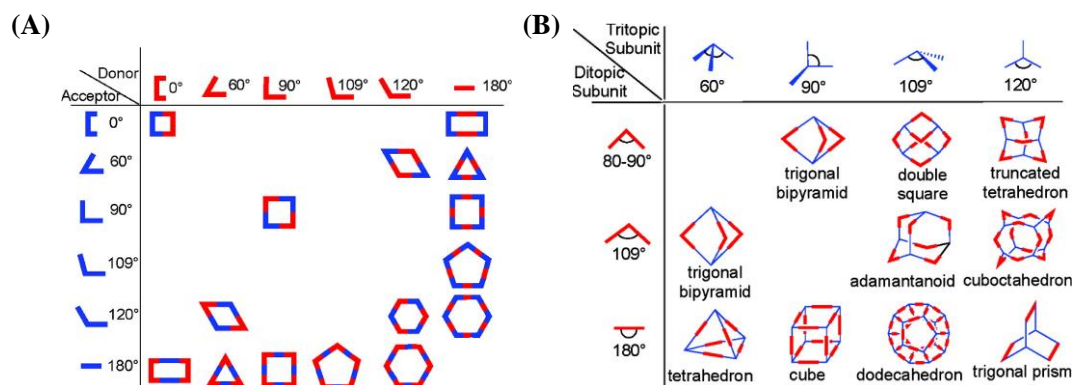 (A)
Donor
Acceptor
0° 60° 90° 109° 120° 180°
0°
60°
90°
109°
120°
180°
(B)
Tritopic
Subunit
Ditopic
Subunit
60° 90° 109° 120°
80-90°
trigonal
bipyramid
double
square
truncated
tetrahedron
109°
trigonal
bipyramid
adamantanoid
cuboctahedron
180°
tetrahedron
cube
dodecahedron
trigonal prism